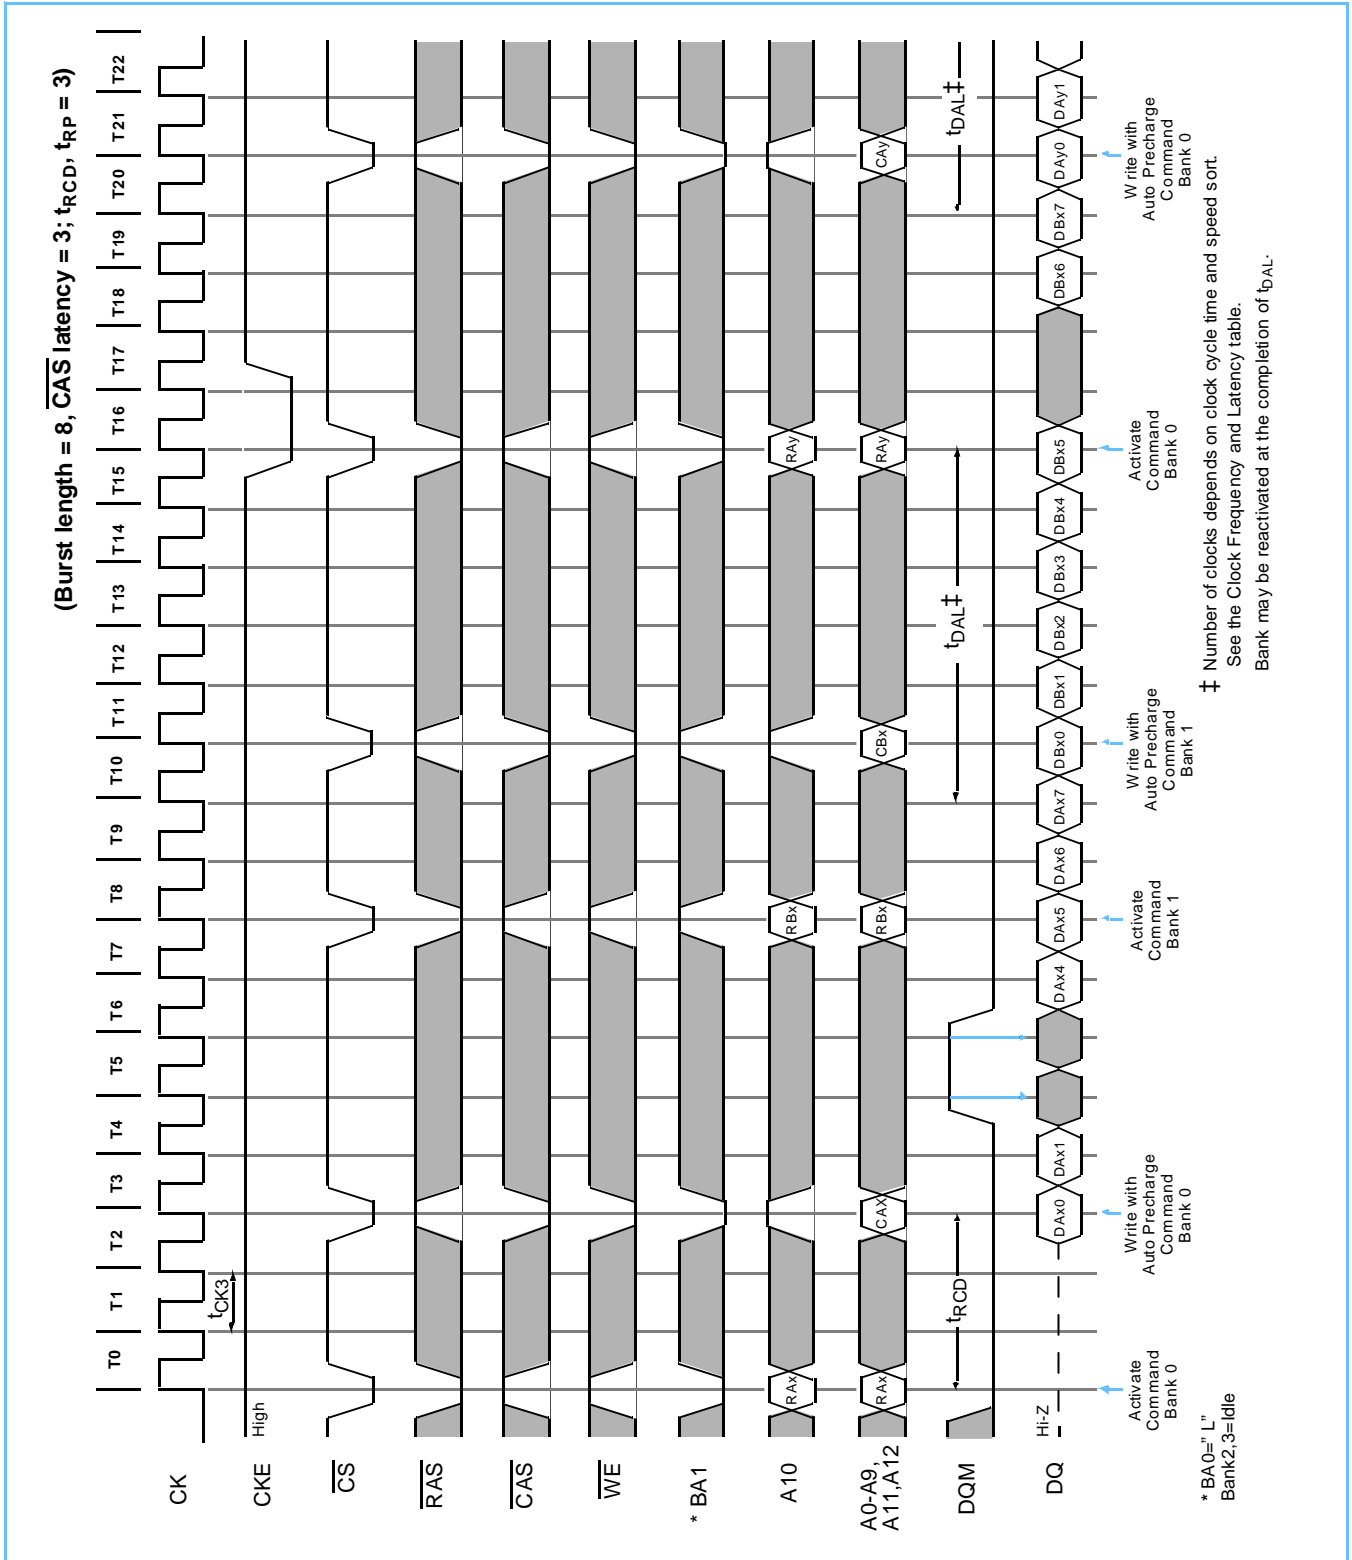 (Burst length = 8, CAS latency = 3; tRCD, tRP = 3)
T0 T1 T2 T3 T4 T5 T6 T7 T8 T9 T10 T11 T12 T13 T14 T15 T16 T17 T18 T19 T20 T21 T22
CK
tCK3
CKE
High
CS
RAS
CAS
WE
* BA1
A10
RAx RBx RAy
A0-A9,
A11,A12
RAx CAX RBx CBx RAy CAy
DQM
tRCD tDAL‡ tDAL‡
DQ
Hi-Z
DAx0 DAx1 DAx4 DAx5 DAx6 DAx7 DBx0 DBx1 DBx2 DBx3 DBx4 DBx5 DBx6 DBx7 DAy0 DAy1
Activate
Command
Bank 0
Write with
Auto Precharge
Command
Bank 0
Activate
Command
Bank 1
Write with
Auto Precharge
Command
Bank 1
Activate
Command
Bank 0
Write with
Auto Precharge
Command
Bank 0
* BA0=" L"
Bank2,3=Idle
‡ Number of clocks depends on clock cycle time and speed sort.
See the Clock Frequency and Latency table.
Bank may be reactivated at the completion of tDAL.